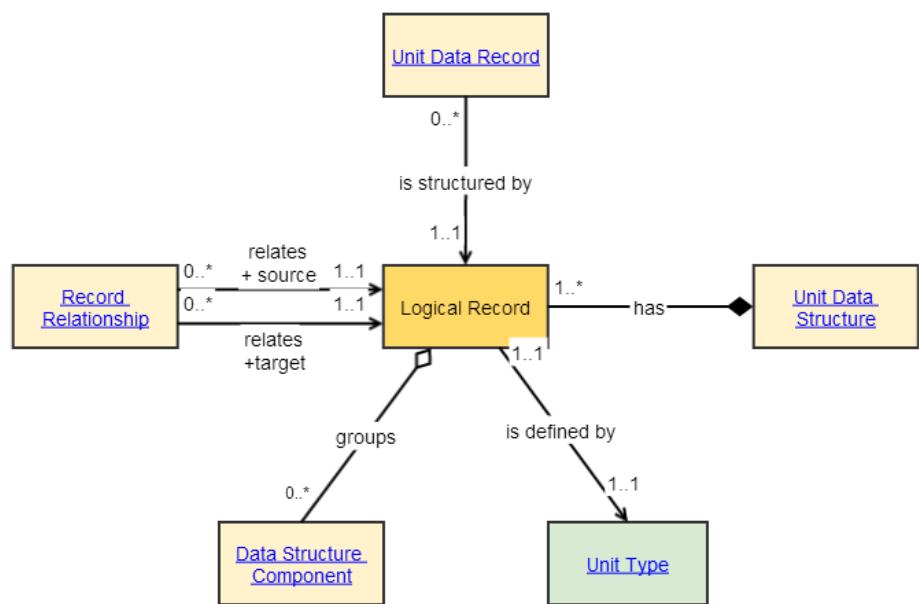 Unit Data Record
0..*
is structured by
1..1
relates
+ source
0..*
1..1
0..*
1..1
Record
Relationship
relates
+target
Logical Record
1..*
has
Unit Data
Structure
1..1
groups
is defined by
0..*
1..1
Data Structure
Component
Unit Type